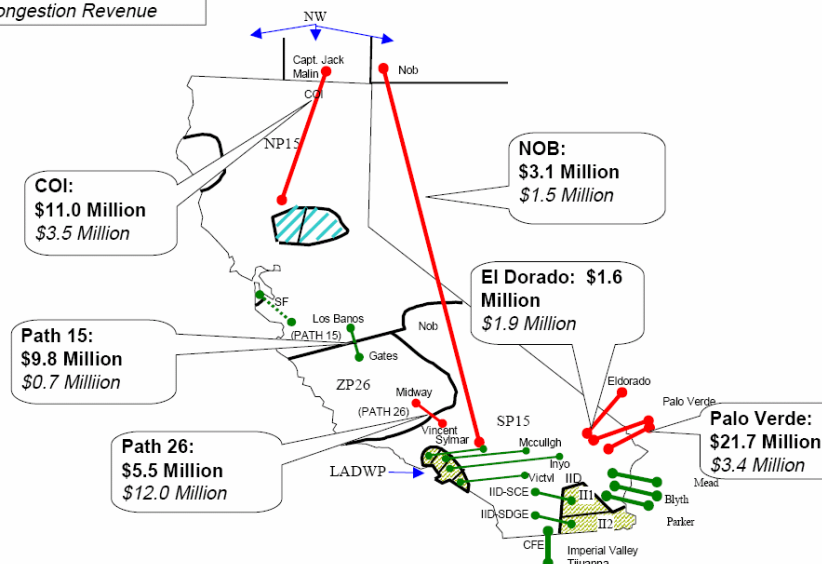 ongestion Revenue
NW
Capt. Jack
Malin
Nob
COI
NP15
NOB:
$3.1 Million
$1.5 Million
COI:
$11.0 Million
$3.5 Million
El Dorado: $1.6
Million
$1.9 Million
SF
Los Banos
(PATH 15)
Nob
Gates
Path 15:
$9.8 Million
$0.7 Milliion
ZP26
Midway
(PATH 26)
Vincent
Sylmar
SP15
Eldorado
Palo Verde
Palo Verde:
$21.7 Million
$3.4 Million
Path 26:
$5.5 Million
$12.0 Million
LADWP
Mccullgh
Inyo
Victvl
IID
IID-SCE
II1
IID-SDGE
II2
Mead
Blyth
Parker
CFE
Imperial Valley
Tijuanna